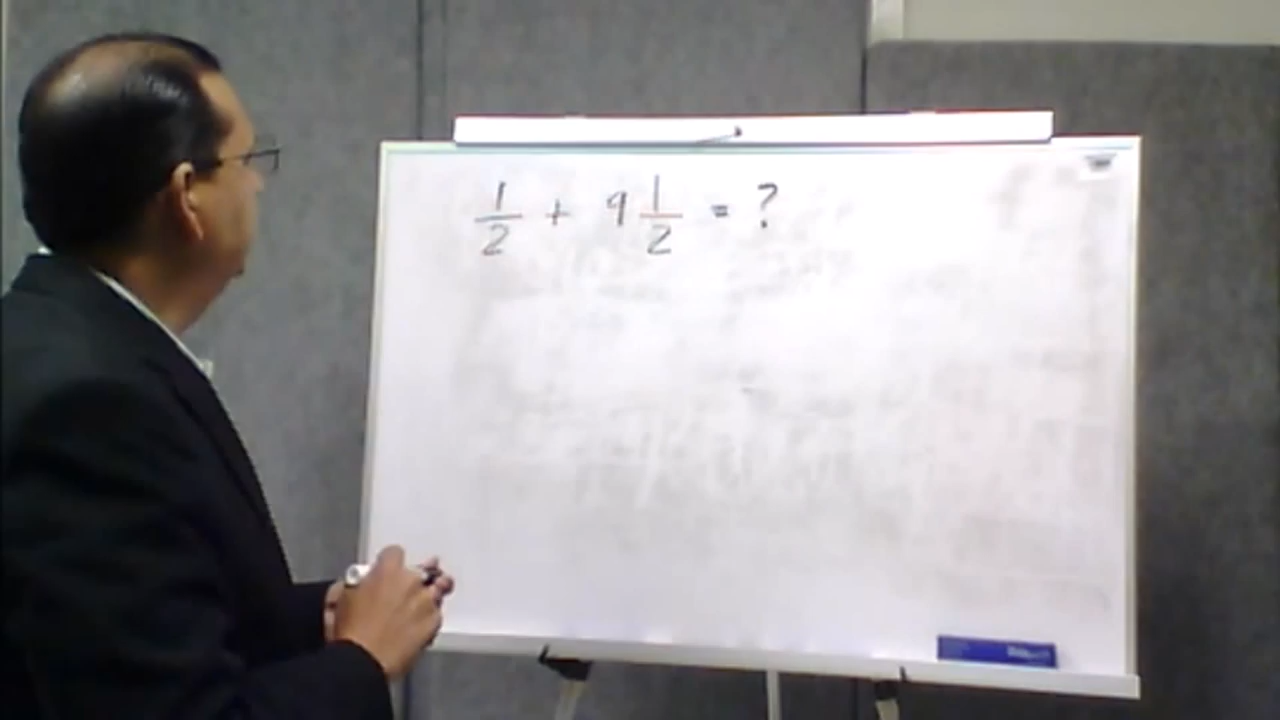 1/2 + 9 1/2 = ?